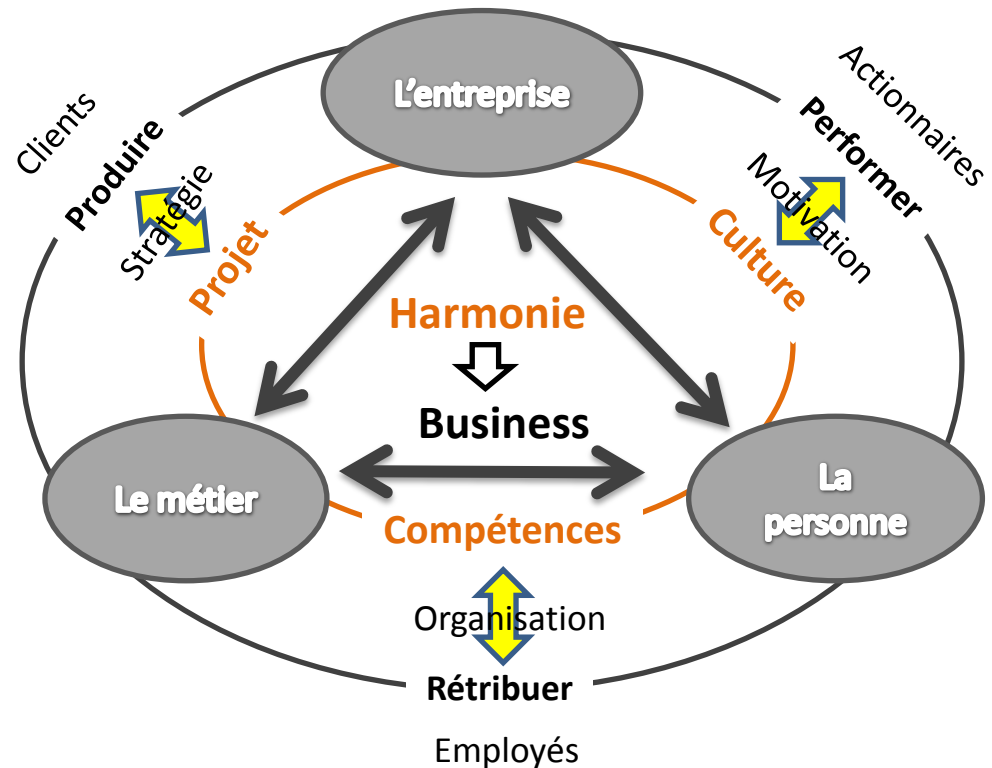 L'entreprise
Clients
Produire
Stratégie
Projet
Actionnaires
Performer
Motivation
Culture
Harmonie
Business
Le métier
La
personne
Compétences
Organisation
Rétribuer
Employés